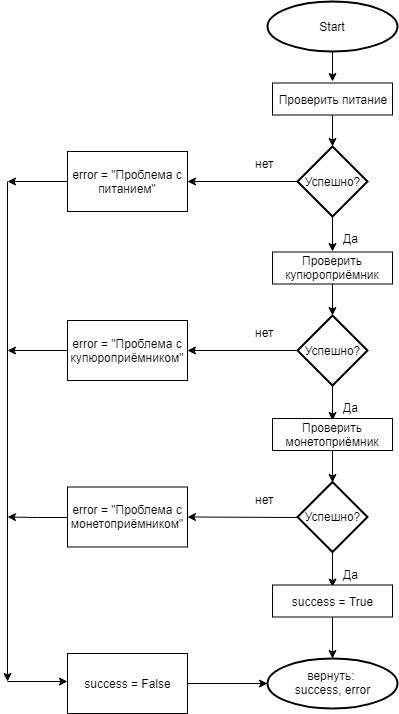 Start
Проверить питание
нет
error = "Проблема с
питанием"
Успешно?
Да
Проверить
купюроприёмник
нет
error = "Проблема с
купюроприёмником"
Успешно?
Да
Проверить
монетоприёмник
нет
error = "Проблема с
монетоприёмником"
Успешно?
Да
success = True
success = False
вернуть:
success, error